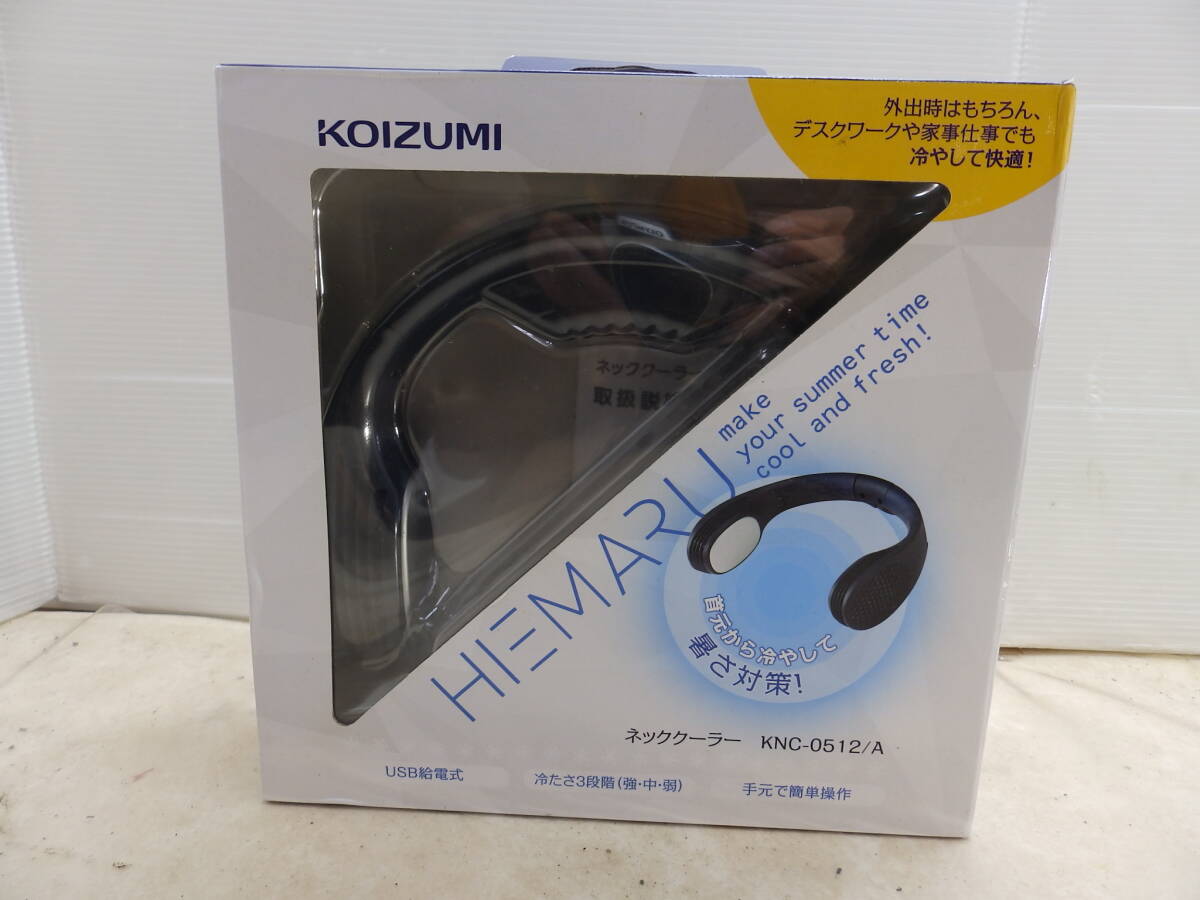 KOIZUMI
外出時はもちろん、
デスクワークや家事仕事でも
冷やして快適!
ネッククーラー
取扱説
HIEMARU
make
your summer time
cool and fresh!
首元から冷やして
暑さ対策!
ネッククーラー KNC-0512/A
USB給電式
冷たさ3段階(強・中・弱)
手元で簡単操作